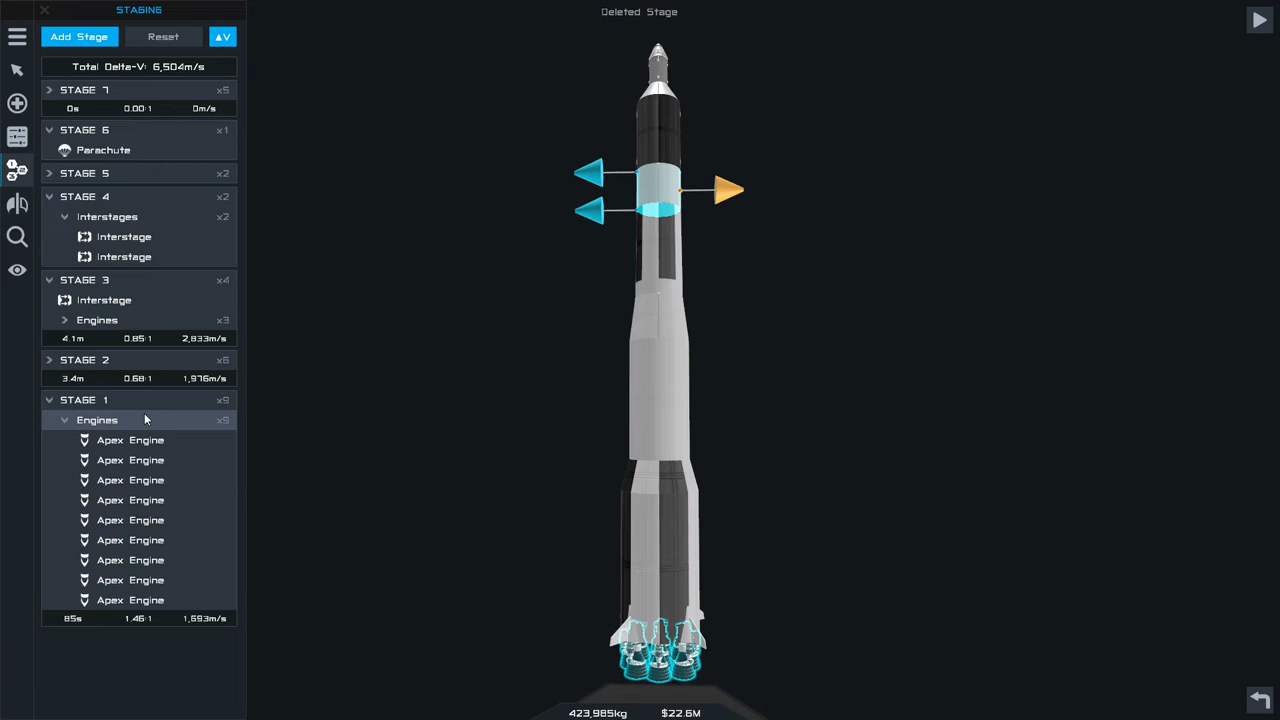 STAGING
Add Stage
Reset
▲V
Total Delta-V: 6,504m/s
STAGE 7 x5
0s 0.00:1 0m/s
STAGE 6 x1
Parachute
STAGE 5 x2
STAGE 4 x2
Interstages x2
Interstage
Interstage
STAGE 3 x4
Interstage
Engines x3
4.1m 0.85:1 2,833m/s
STAGE 2 x6
3.4m 0.68:1 1,976m/s
STAGE 1 x9
Engines x9
Apex Engine
Apex Engine
Apex Engine
Apex Engine
Apex Engine
Apex Engine
Apex Engine
Apex Engine
Apex Engine
85s 1.46:1 1,693m/s
Deleted Stage
423,985kg $22.6M